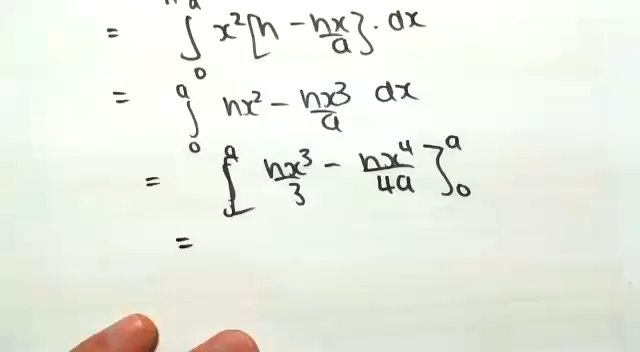 = ∫₀ᵃ x²[h - hx/a]. dx
= ∫₀ᵃ hx² - hx³/a dx
= [hx³/3 - hx⁴/4a]₀ᵃ
=